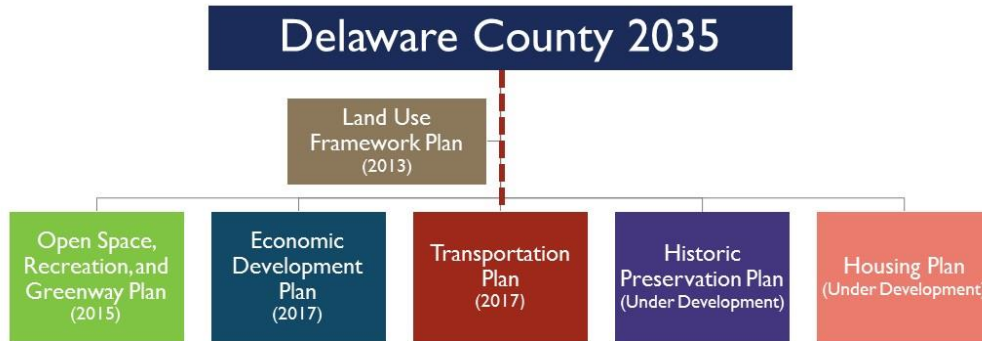 Delaware County 2035
Land Use
Framework Plan
(2013)
Open Space,
Recreation, and
Greenway Plan
(2015)
Economic
Development
Plan
(2017)
Transportation
Plan
(2017)
Historic
Preservation Plan
(Under Development)
Housing Plan
(Under Development)